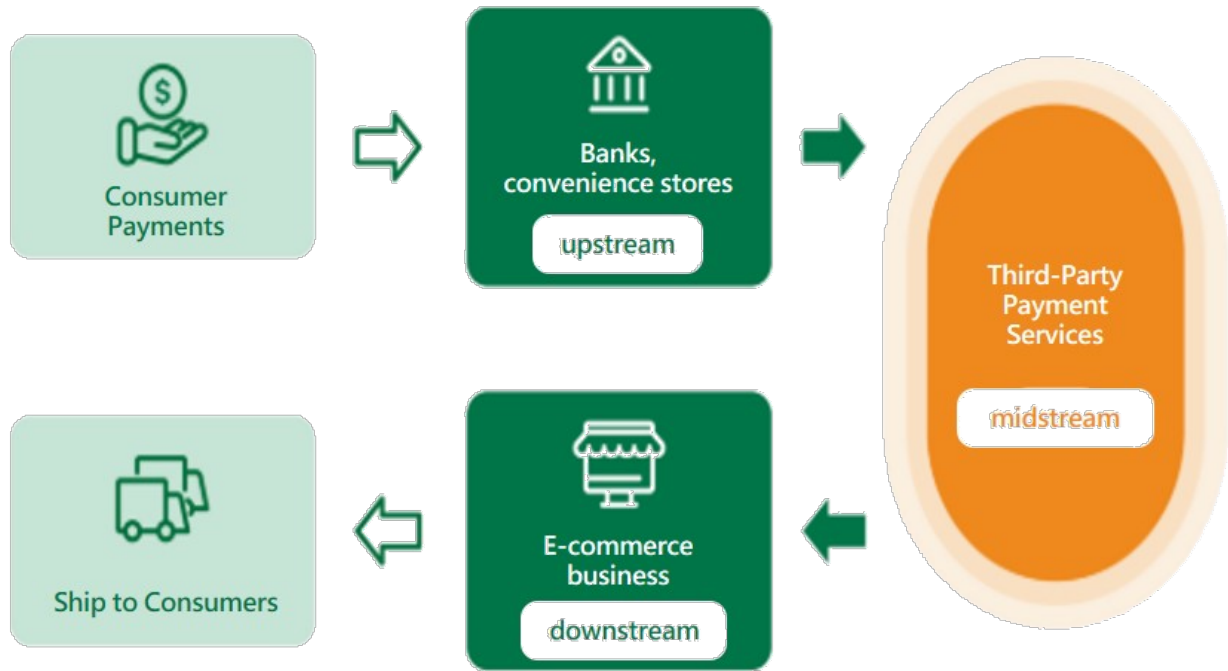 $
Consumer
Payments
Banks,
convenience stores
upstream
Third-Party
Payment
Services
midstream
E-commerce
business
downstream
Ship to Consumers